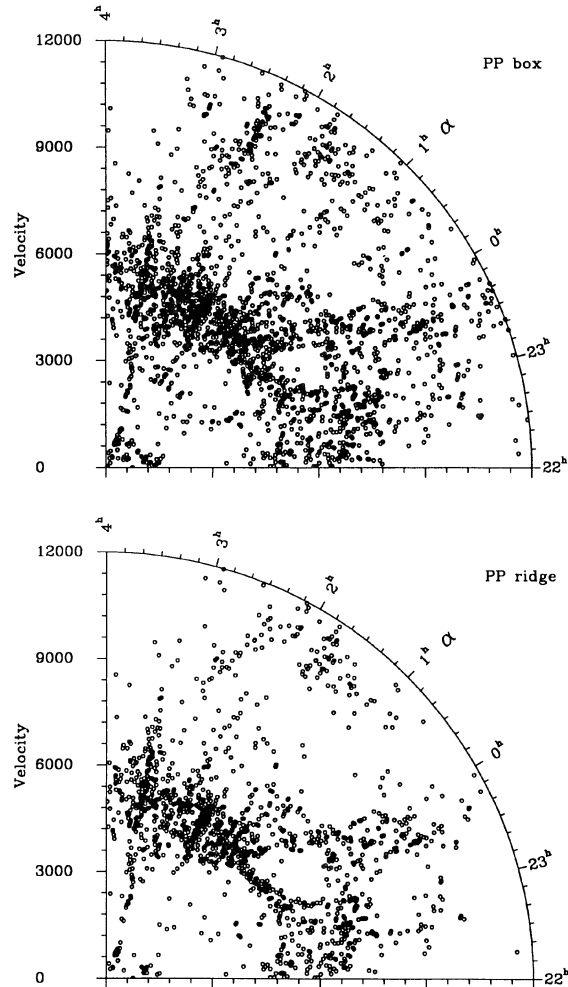 4ʰ
3ʰ
2ʰ
1ʰ α
0ʰ
23ʰ
22ʰ
PP box
12000
9000
6000
3000
0
Velocity
4ʰ
3ʰ
2ʰ
1ʰ α
0ʰ
23ʰ
22ʰ
PP ridge
12000
9000
6000
3000
0
Velocity